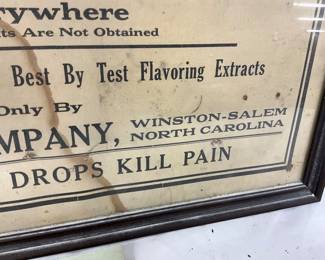 rywhere
ts Are Not Obtained
Best By Test Flavoring Extracts
Only By
MPANY, WINSTON-SALEM
NORTH CAROLINA
DROPS KILL PAIN